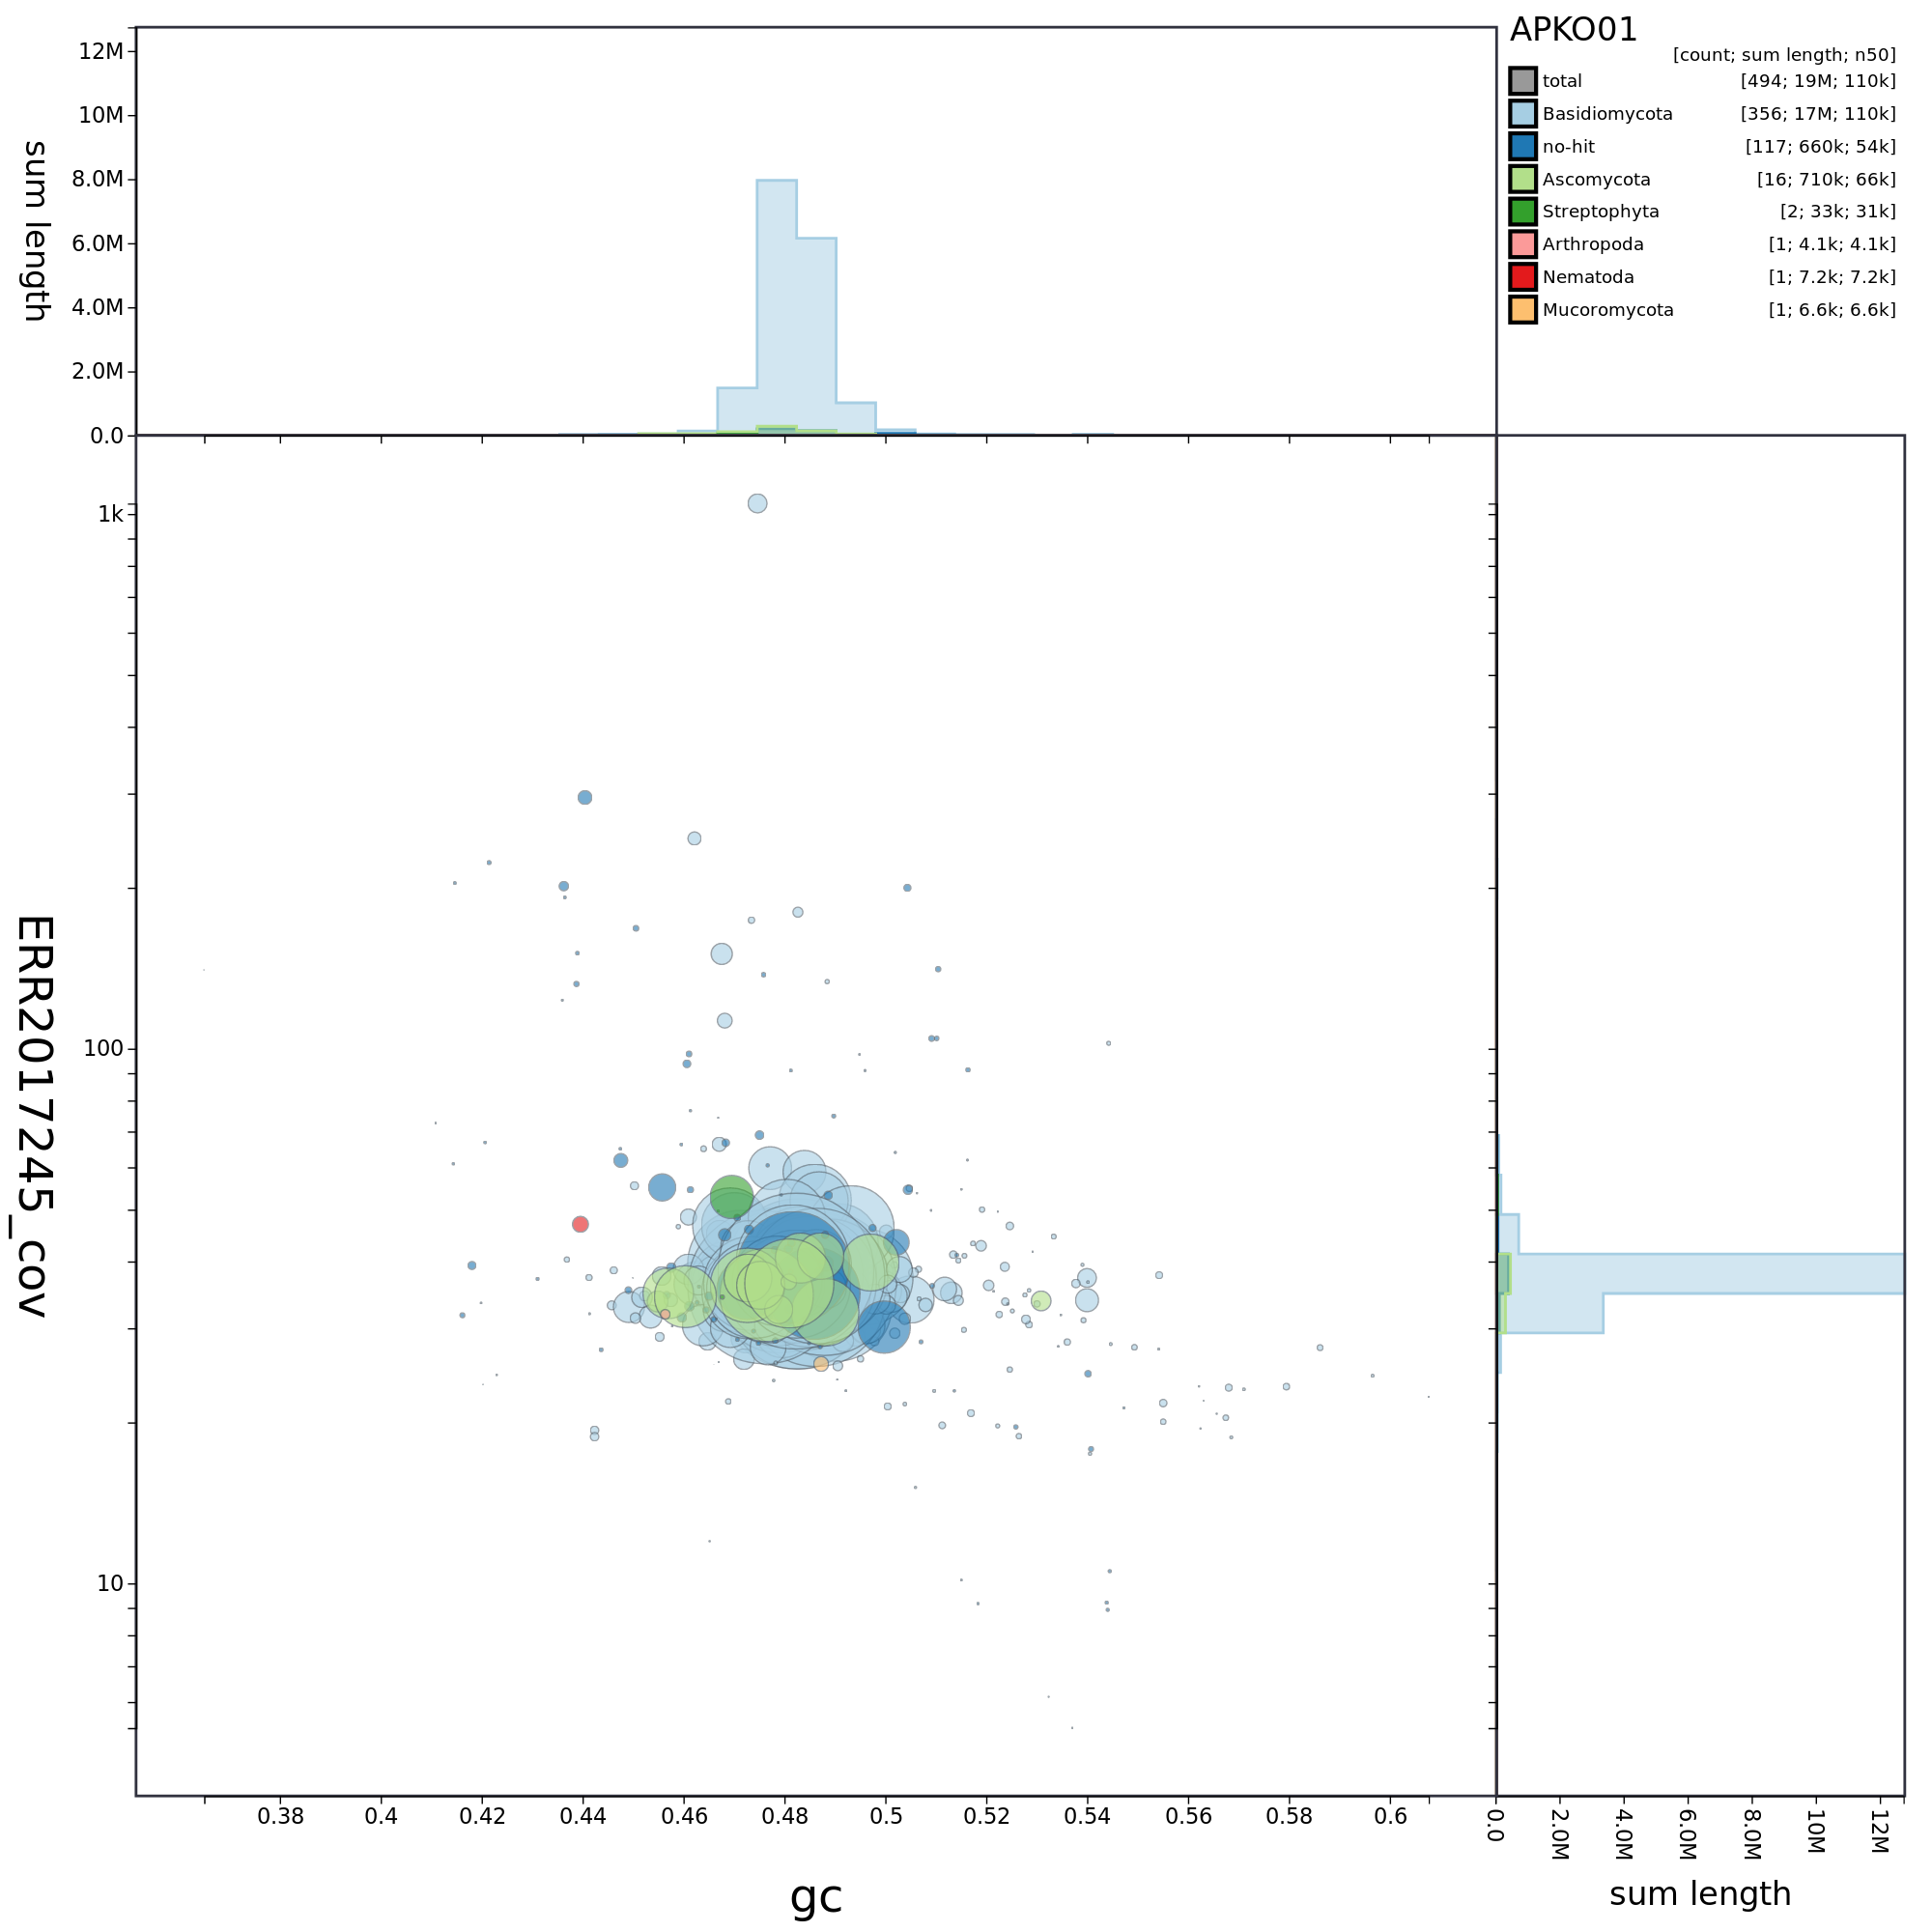 APKO01
[count; sum length; n50]
total [494; 19M; 110k]
Basidiomycota [356; 17M; 110k]
no-hit [117; 660k; 54k]
Ascomycota [16; 710k; 66k]
Streptophyta [2; 33k; 31k]
Arthropoda [1; 4.1k; 4.1k]
Nematoda [1; 7.2k; 7.2k]
Mucoromycota [1; 6.6k; 6.6k]
sum length
12M
10M
8.0M
6.0M
4.0M
2.0M
0.0
ERR2017245_cov
1k
100
10
0.38 0.4 0.42 0.44 0.46 0.48 0.5 0.52 0.54 0.56 0.58 0.6
gc
0.0 2.0M 4.0M 6.0M 8.0M 10M 12M
sum length